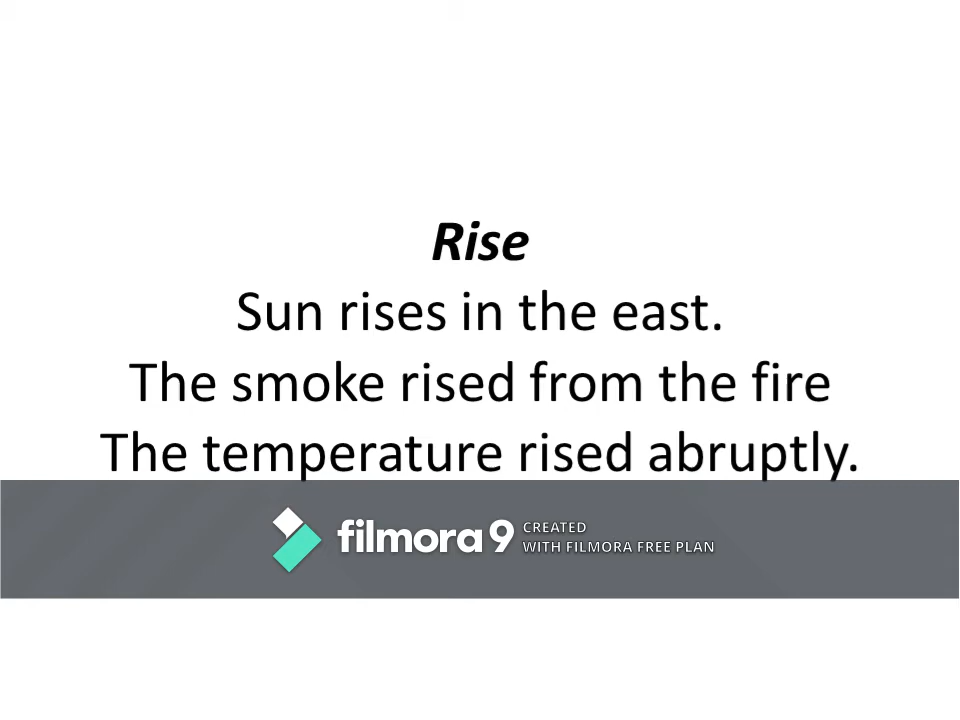 Rise
Sun rises in the east.
The smoke rised from the fire
The temperature rised abruptly.
filmora 9 CREATED
WITH FILMORA FREE PLAN